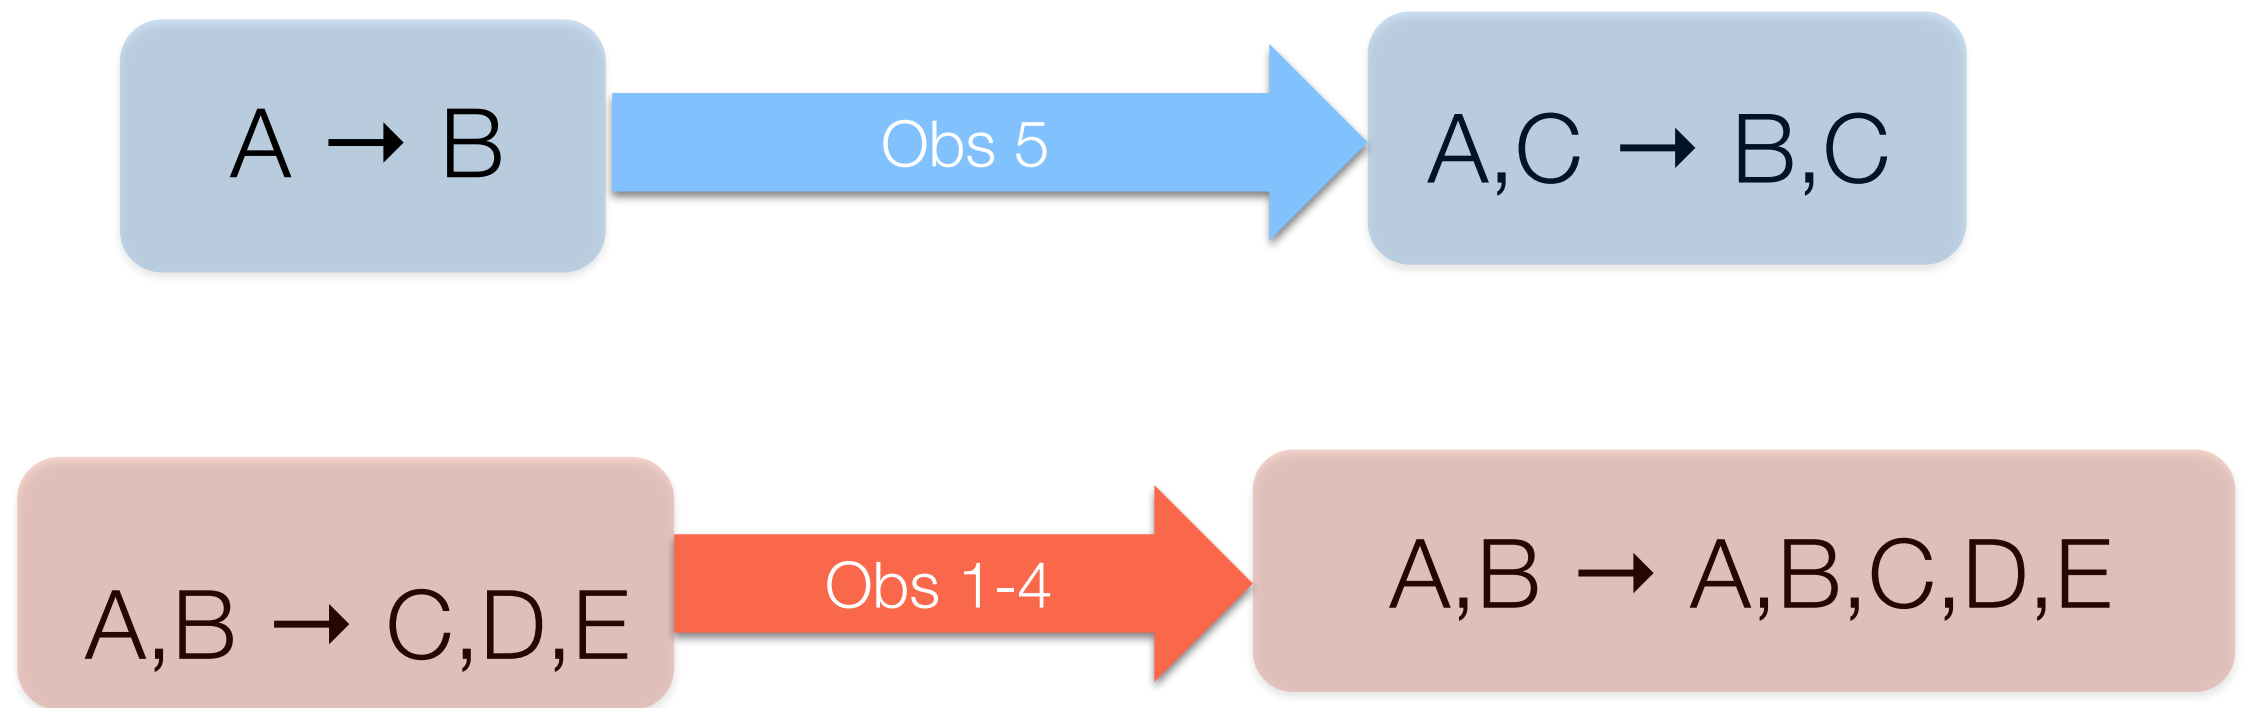 A → B
Obs 5
A,C → B,C
A,B → C,D,E
Obs 1-4
A,B → A,B,C,D,E